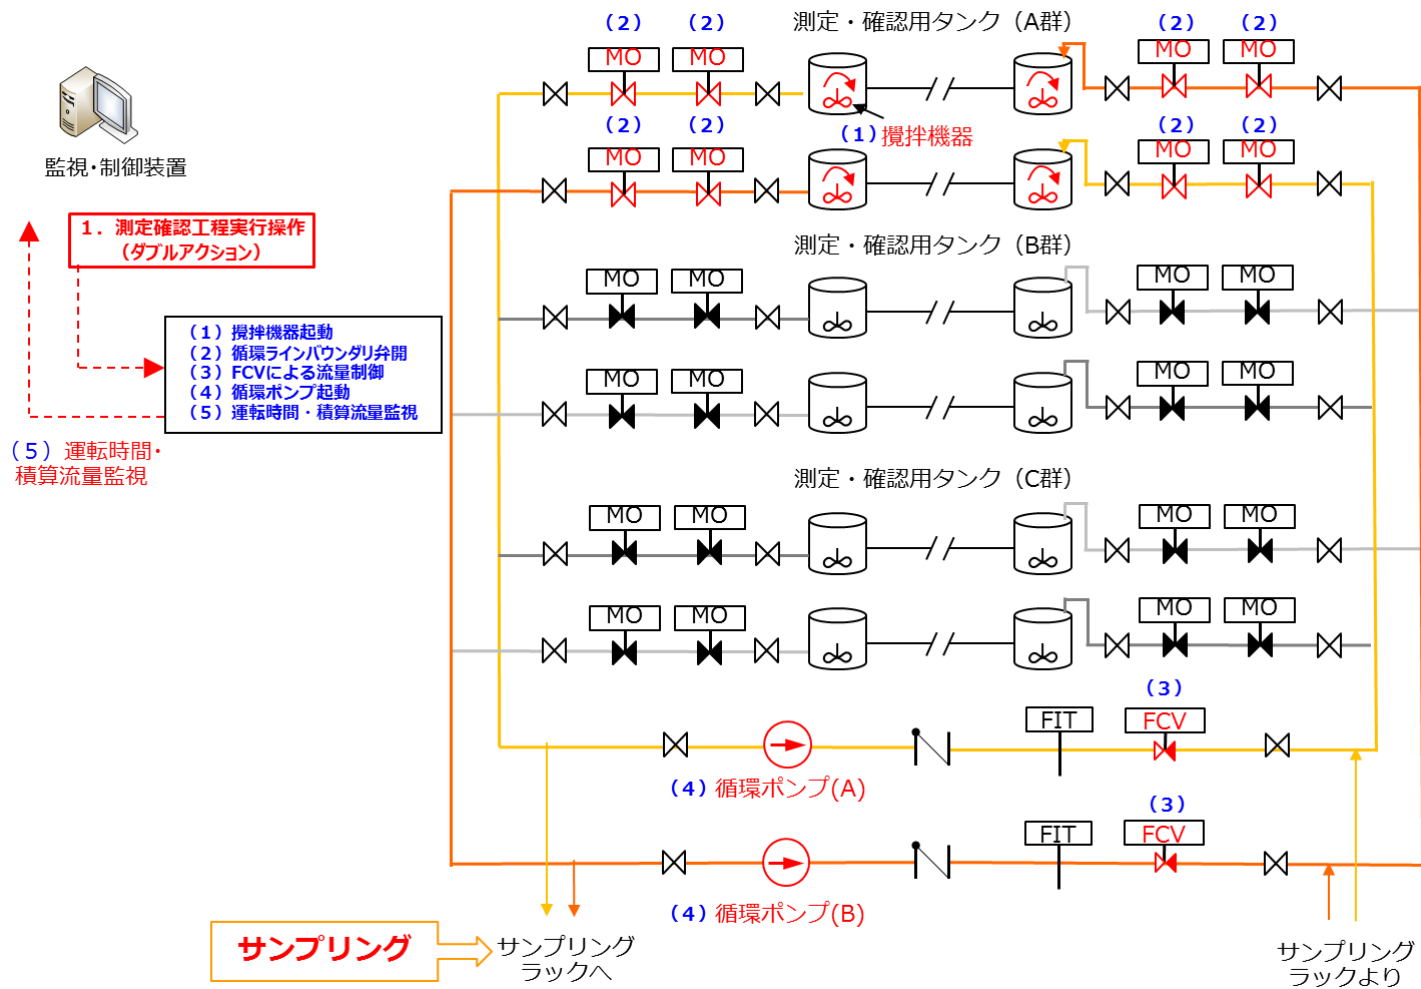 （２）
（２）
測定・確認用タンク（A群）
（２）
（２）
MO
MO
MO
MO
（１）攪拌機器
監視･制御装置
（２）
（２）
（２）
（２）
MO
MO
MO
MO
１．測定確認工程実行操作
（ダブルアクション）
測定・確認用タンク（B群）
MO
MO
MO
MO
（１）攪拌機器起動
（２）循環ラインバウンダリ弁開
（３）FCVによる流量制御
（４）循環ポンプ起動
（５）運転時間・積算流量監視
MO
MO
MO
MO
（５）運転時間・
積算流量監視
測定・確認用タンク（C群）
MO
MO
MO
MO
MO
MO
MO
MO
（３）
FIT
FCV
（４）循環ポンプ(A)
（３）
FIT
FCV
（４）循環ポンプ(B)
サンプリング
サンプリング
ラックへ
サンプリング
ラックより